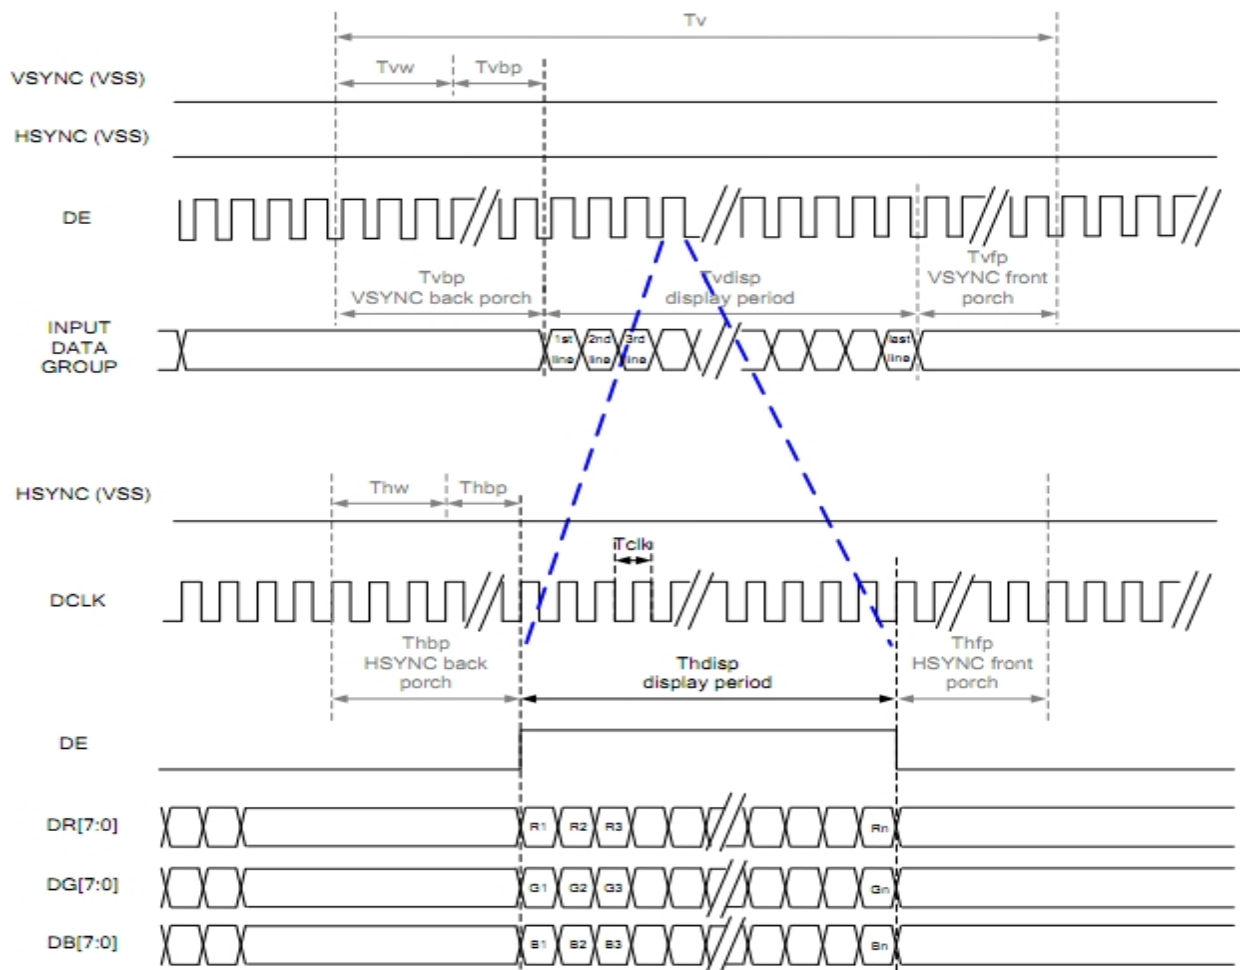 Tv
VSYNC (VSS)
Tvw
Tvbp
HSYNC (VSS)
DE
Tvbp
VSYNC back porch
Tvdisp
display period
Tvfp
VSYNC front
porch
INPUT
DATA
GROUP
1st
line
2nd
line
3rd
line
last
line
HSYNC (VSS)
Thw
Thbp
Tclk
DCLK
Thbp
HSYNC back
porch
Thdisp
display period
Thfp
HSYNC front
porch
DE
DR[7:0]
R1
R2
R3
Rn
DG[7:0]
G1
G2
G3
Gn
DB[7:0]
B1
B2
B3
Bn